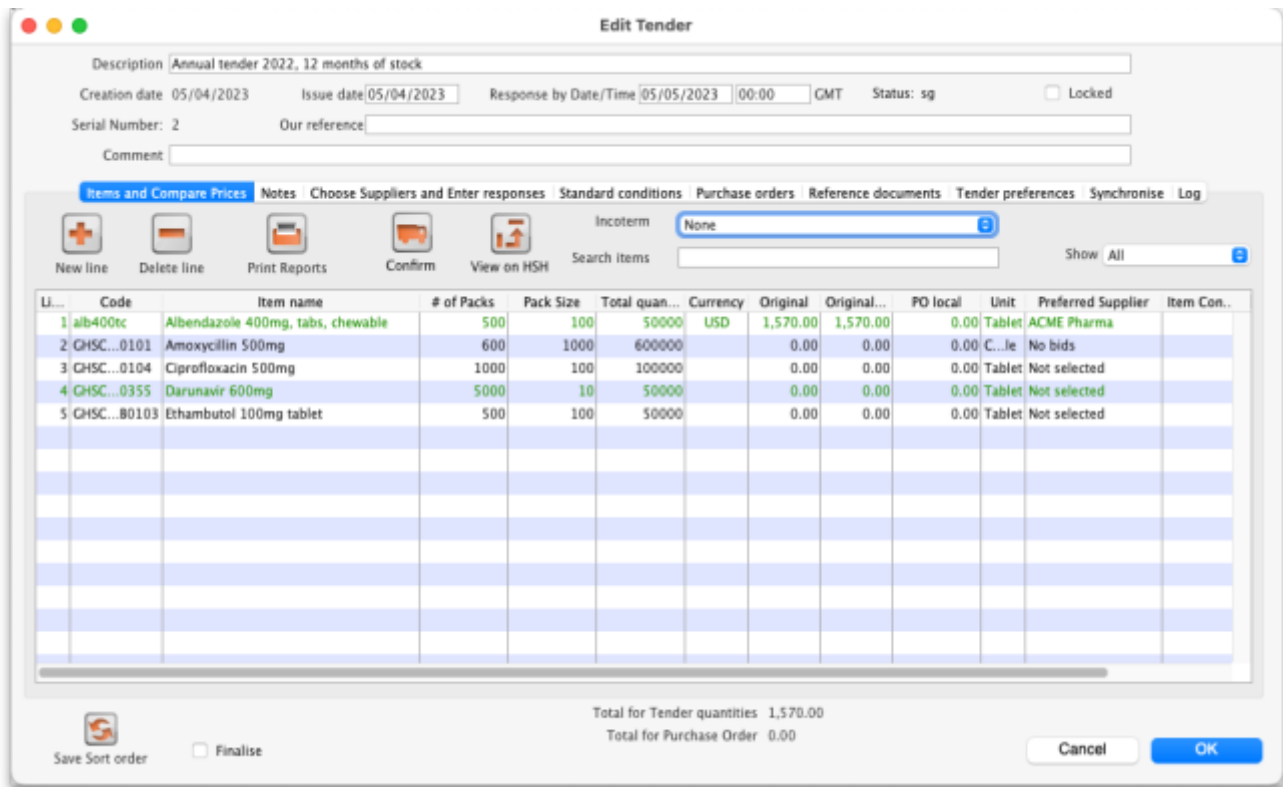 Edit Tender
Description Annual tender 2022, 12 months of stock
Creation date 05/04/2023 Issue date 05/04/2023 Response by Date/Time 05/05/2023 00:00 GMT Status: sg Locked
Serial Number: 2 Our reference
Comment
Items and Compare Prices Notes Choose Suppliers and Enter responses Standard conditions Purchase orders Reference documents Tender preferences Synchronise Log
Incoterm None
New line Delete line Print Reports Confirm View on HSH Search items Show All
Li... Code Item name # of Packs Pack Size Total quan... Currency Original Original... PO local Unit Preferred Supplier Item Con..
1 alb400tc Albendazole 400mg, tabs, chewable 500 100 50000 USD 1,570.00 1,570.00 0.00 Tablet ACME Pharma
2 GHSC...0101 Amoxycillin 500mg 600 1000 600000 0.00 0.00 0.00 C...le No bids
3 GHSC...0104 Ciprofloxacin 500mg 1000 100 100000 0.00 0.00 0.00 Tablet Not selected
4 GHSC...0355 Darunavir 600mg 5000 10 50000 0.00 0.00 0.00 Tablet Not selected
5 GHSC...80103 Ethambutol 100mg tablet 500 100 50000 0.00 0.00 0.00 Tablet Not selected
Total for Tender quantities 1,570.00
Total for Purchase Order 0.00
Save Sort order Finalise Cancel OK